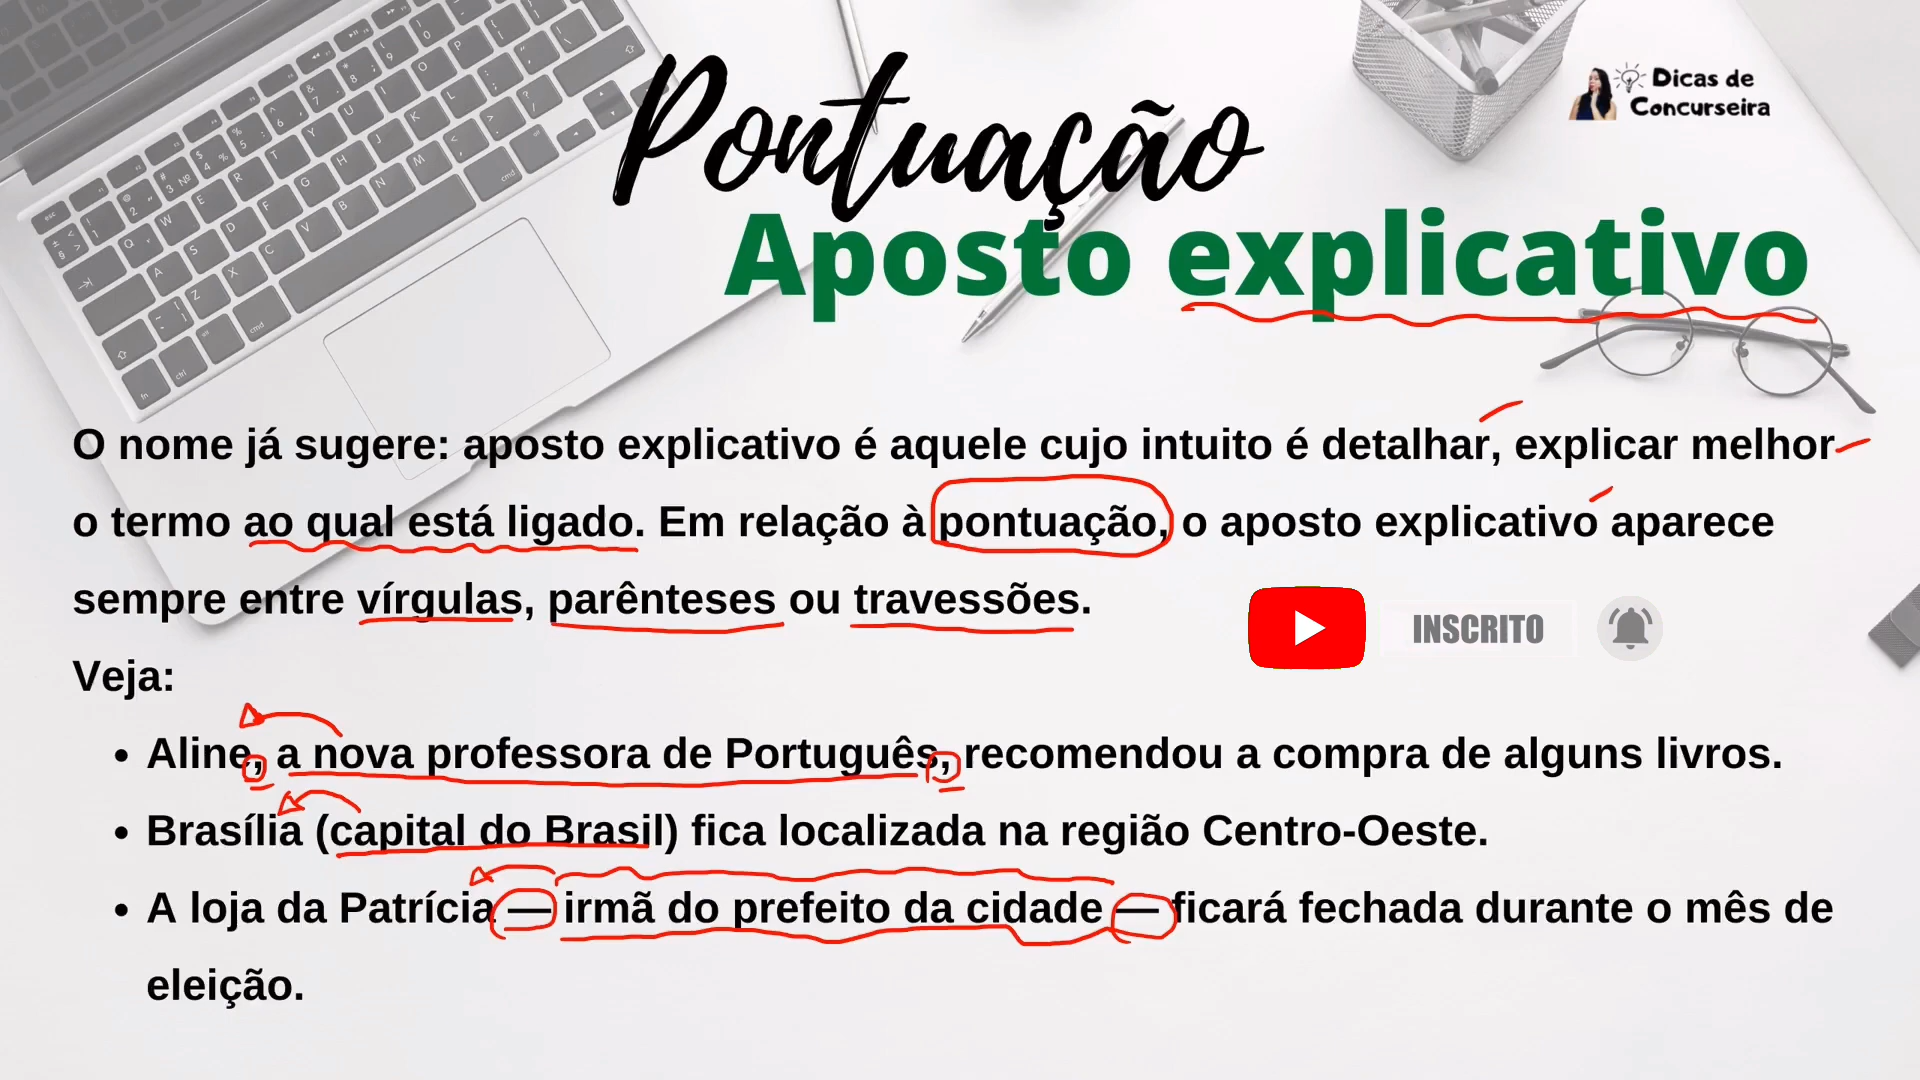 Dicas de
Concurseira
Pontuação
Aposto explicativo
O nome já sugere: aposto explicativo é aquele cujo intuito é detalhar, explicar melhor
o termo ao qual está ligado. Em relação à pontuação, o aposto explicativo aparece
sempre entre vírgulas, parênteses ou travessões.
INSCRITO
Veja:
• Aline, a nova professora de Português, recomendou a compra de alguns livros.
• Brasília (capital do Brasil) fica localizada na região Centro-Oeste.
• A loja da Patrícia — irmã do prefeito da cidade — ficará fechada durante o mês de
eleição.